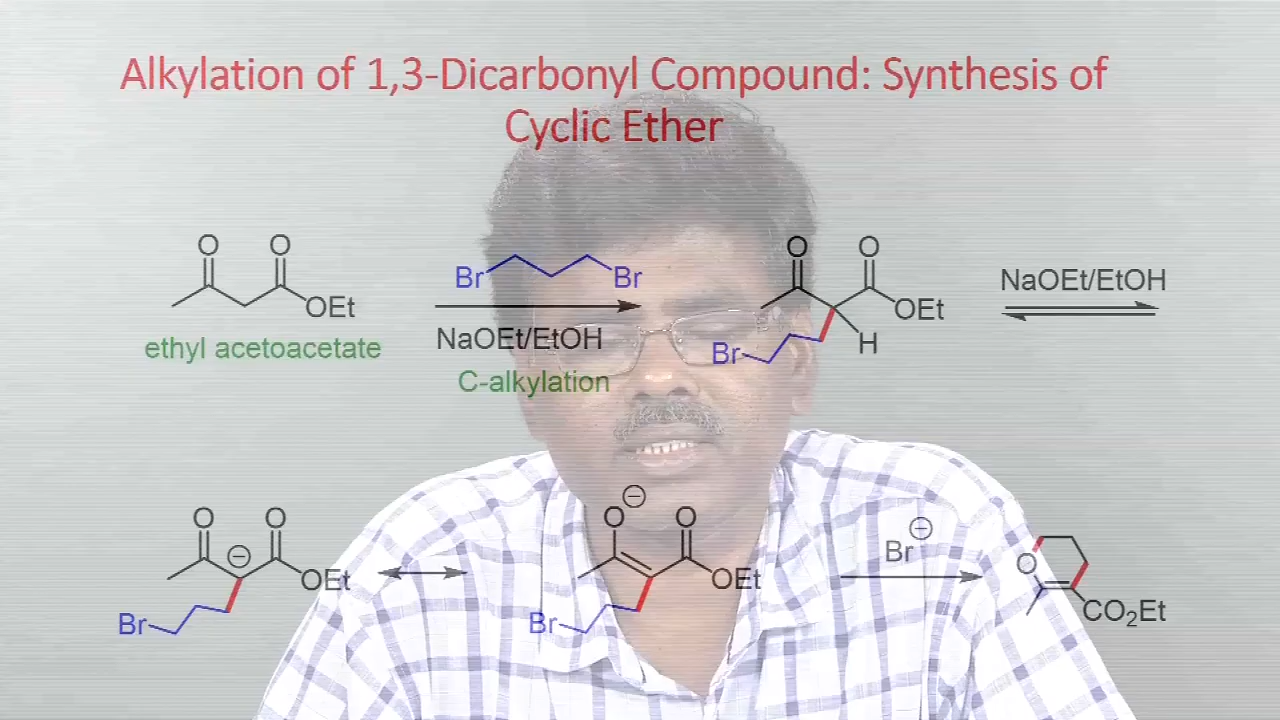 Alkylation of 1,3-Dicarbonyl Compound: Synthesis of
Cyclic Ether
O O
OEt
ethyl acetoacetate
Br Br
NaOEt/EtOH
C-alkylation
O O
OEt
Br
H
NaOEt/EtOH
O O
⊖
OEt
Br
⊖
O O
OEt
Br
Br ⊖
O
CO₂Et